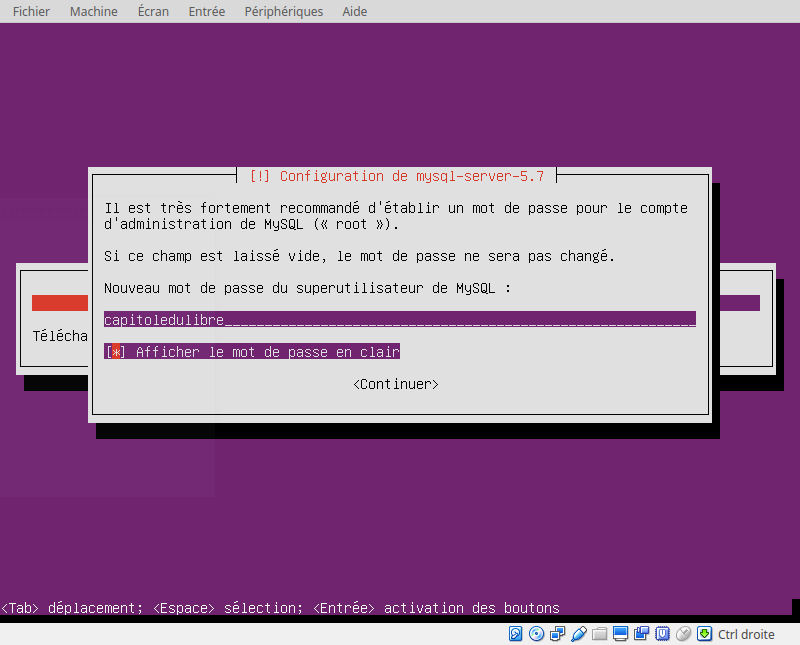 Fichier Machine Écran Entrée Périphériques Aide
[!] Configuration de mysql-server-5.7
Il est très fortement recommandé d'établir un mot de passe pour le compte
d'administration de MySQL (« root »).
Si ce champ est laissé vide, le mot de passe ne sera pas changé.
Nouveau mot de passe du superutilisateur de MySQL :
capitoledulibre
Télécha
[*] Afficher le mot de passe en clair
<Continuer>
<Tab> déplacement; <Espace> sélection; <Entrée> activation des boutons
Ctrl droite